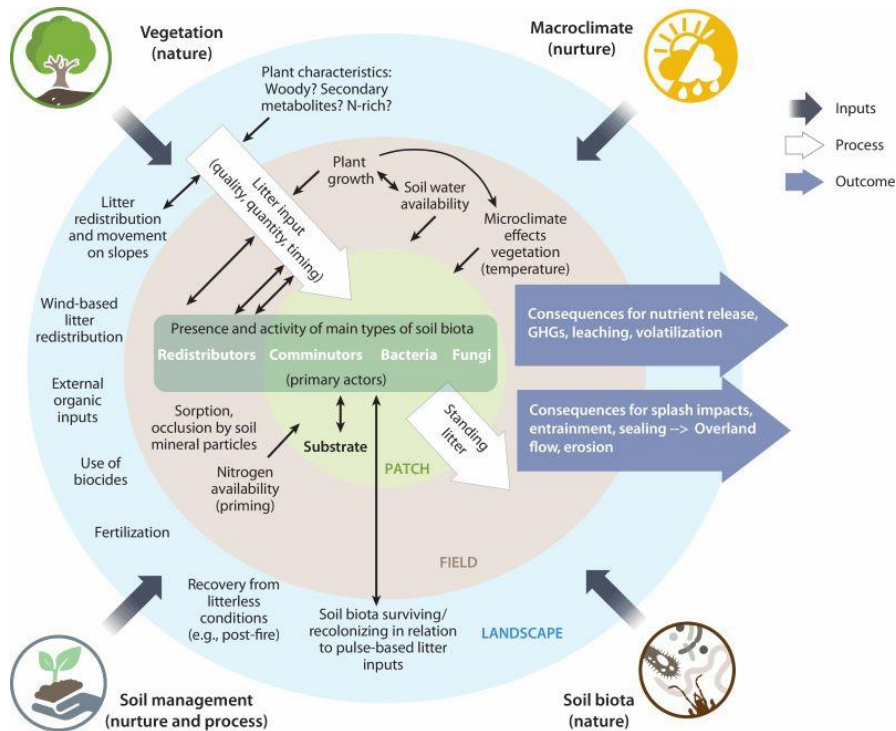 Vegetation
(nature)
Macroclimate
(nurture)
Plant characteristics:
Woody? Secondary
metabolites? N-rich?
Inputs
Process
Outcome
Litter input
(quality, quantity, timing)
Plant
growth
Soil water
availability
Microclimate
effects
vegetation
(temperature)
Litter
redistribution
and movement
on slopes
Wind-based
litter
redistribution
External
organic
inputs
Use of
biocides
Fertilization
Presence and activity of main types of soil biota
Redistributors Comminutors Bacteria Fungi
(primary actors)
Consequences for nutrient release,
GHGs, leaching, volatilization
Consequences for splash impacts,
entrainment, sealing --> Overland
flow, erosion
Sorption,
occlusion by soil
mineral particles
Substrate
Standing
litter
PATCH
Nitrogen
availability
(priming)
FIELD
Recovery from
litterless
conditions
(e.g., post-fire)
Soil biota surviving/
recolonizing in relation
to pulse-based litter
inputs
LANDSCAPE
Soil management
(nurture and process)
Soil biota
(nature)